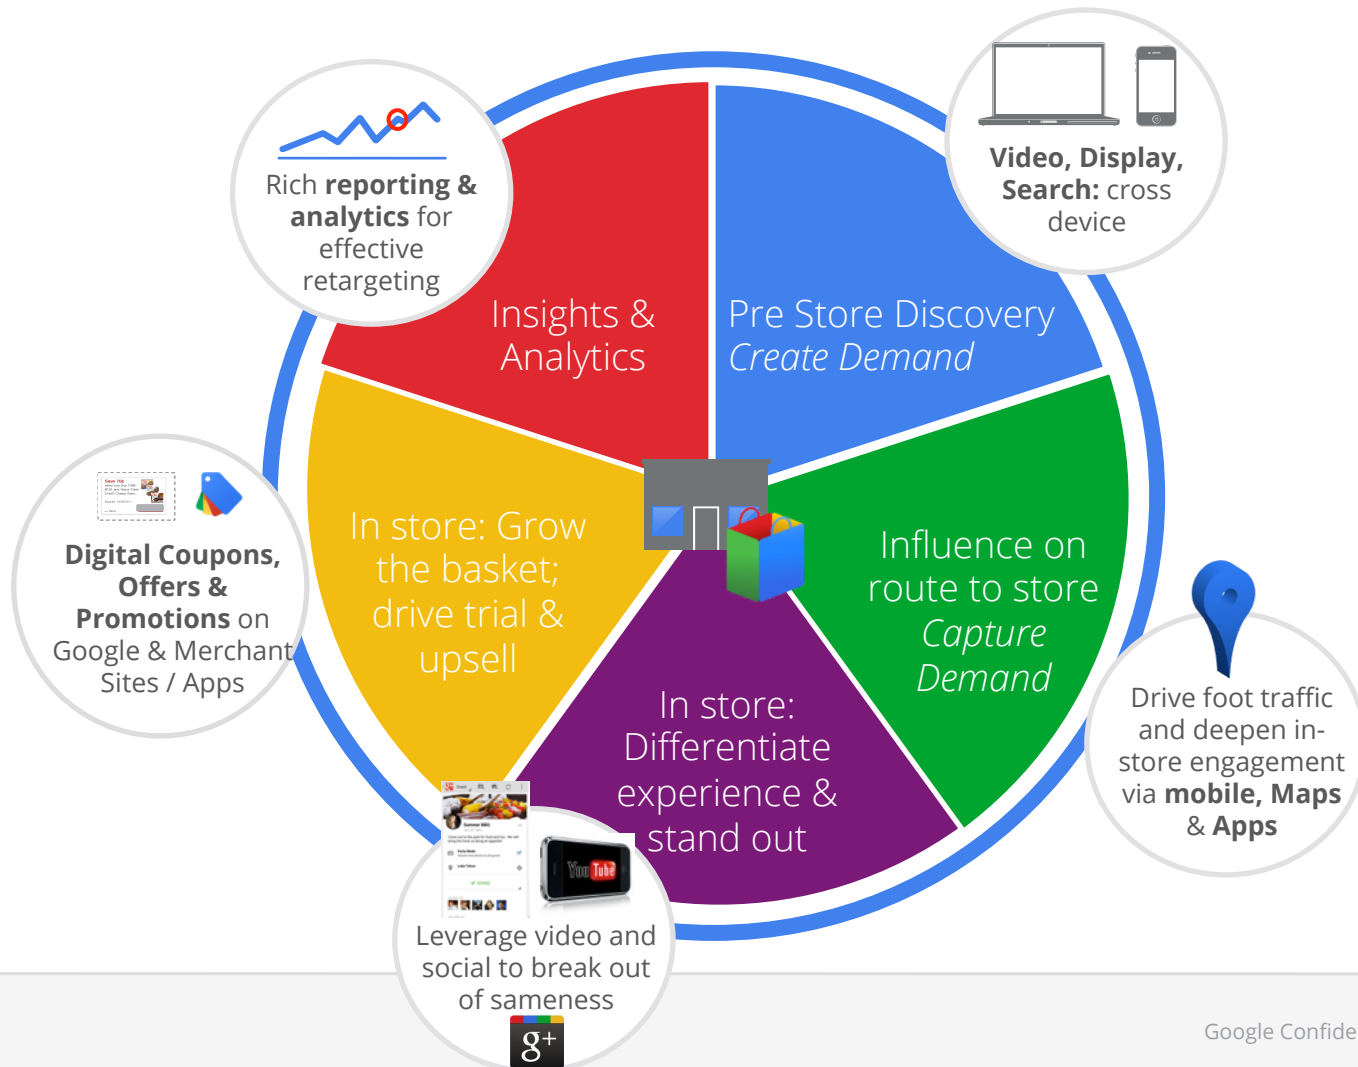 Video, Display,
Search: cross
device
Rich reporting &
analytics for
effective
retargeting
Insights &
Analytics
Pre Store Discovery
Create Demand
Digital Coupons,
Offers &
Promotions on
Google & Merchant
Sites / Apps
In store: Grow
the basket;
drive trial &
upsell
Influence on
route to store
Capture
Demand
In store:
Differentiate
experience &
stand out
Drive foot traffic
and deepen in-
store engagement
via mobile, Maps
& Apps
Summer BBQ
YouTube
Leverage video and
social to break out
of sameness
g+
Google Confide